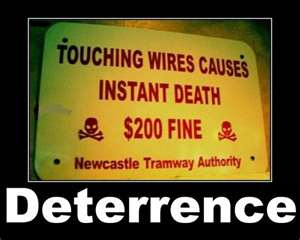 TOUCHING WIRES CAUSES
INSTANT DEATH
$200 FINE
Newcastle Tramway Authority
Deterrence